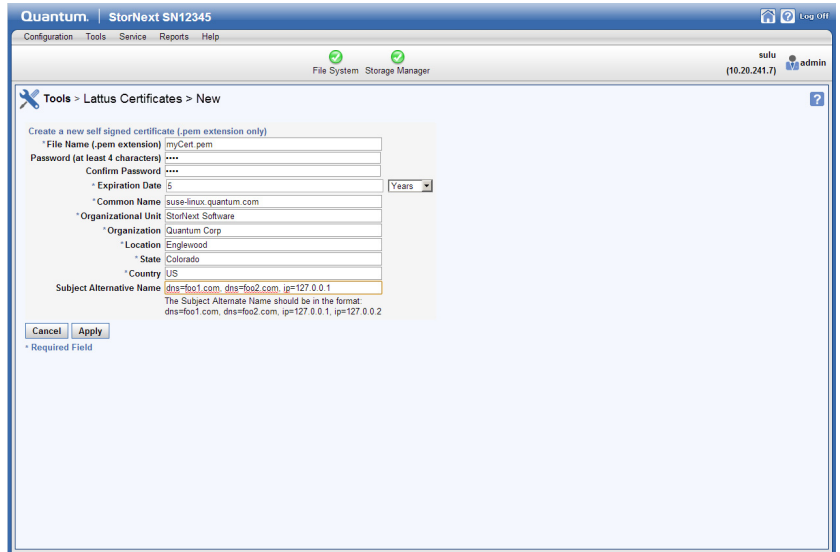 Quantum. | StorNext SN12345 Log Off
Configuration Tools Service Reports Help
File System Storage Manager
sulu
(10.20.241.7)
admin
Tools > Lattus Certificates > New
Create a new self signed certificate (.pem extension only)
*File Name (.pem extension) myCert.pem
Password (at least 4 characters) ••••
Confirm Password ••••
* Expiration Date 5 Years
*Common Name suse-linux.quantum.com
*Organizational Unit StorNext Software
*Organization Quantum Corp
*Location Englewood
*State Colorado
*Country US
Subject Alternative Name dns=foo1.com, dns=foo2.com, ip=127.0.0.1
The Subject Alternate Name should be in the format:
dns=foo1.com, dns=foo2.com, ip=127.0.0.1, ip=127.0.0.2
Cancel Apply
* Required Field